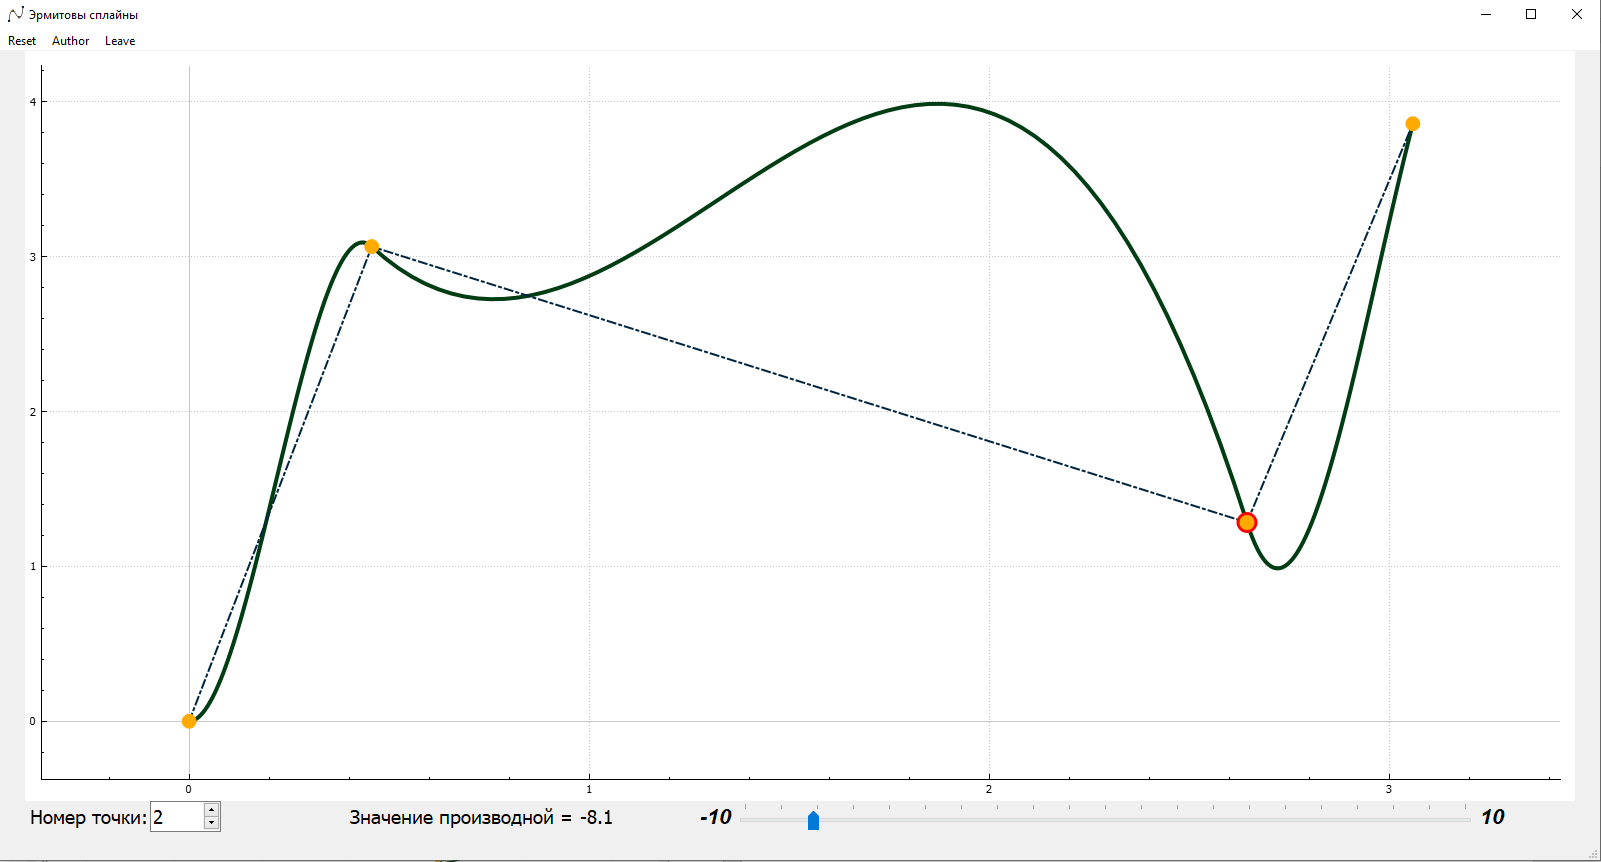 Эрмитовы сплайны
Reset Author Leave
4
3
2
1
0
0 1 2 3
Номер точки: 2 Значение производной = -8.1 -10 10